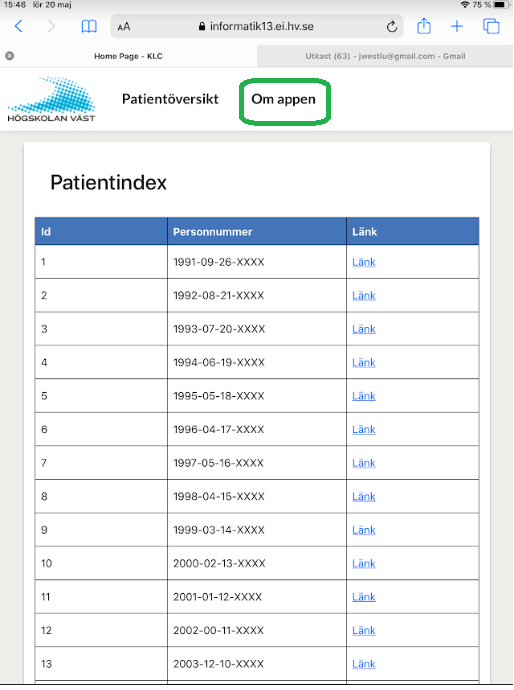 15:46 lör 20 maj 75 %
AA informatik13.ei.hv.se
Home Page - KLC Utkast (63) - jwestlu@gmail.com - Gmail
HÖGSKOLAN VÄST Patientöversikt Om appen
Patientindex
Id Personnummer Länk
1 1991-09-26-XXXX Länk
2 1992-08-21-XXXX Länk
3 1993-07-20-XXXX Länk
4 1994-06-19-XXXX Länk
5 1995-05-18-XXXX Länk
6 1996-04-17-XXXX Länk
7 1997-05-16-XXXX Länk
8 1998-04-15-XXXX Länk
9 1999-03-14-XXXX Länk
10 2000-02-13-XXXX Länk
11 2001-01-12-XXXX Länk
12 2002-00-11-XXXX Länk
13 2003-12-10-XXXX Länk